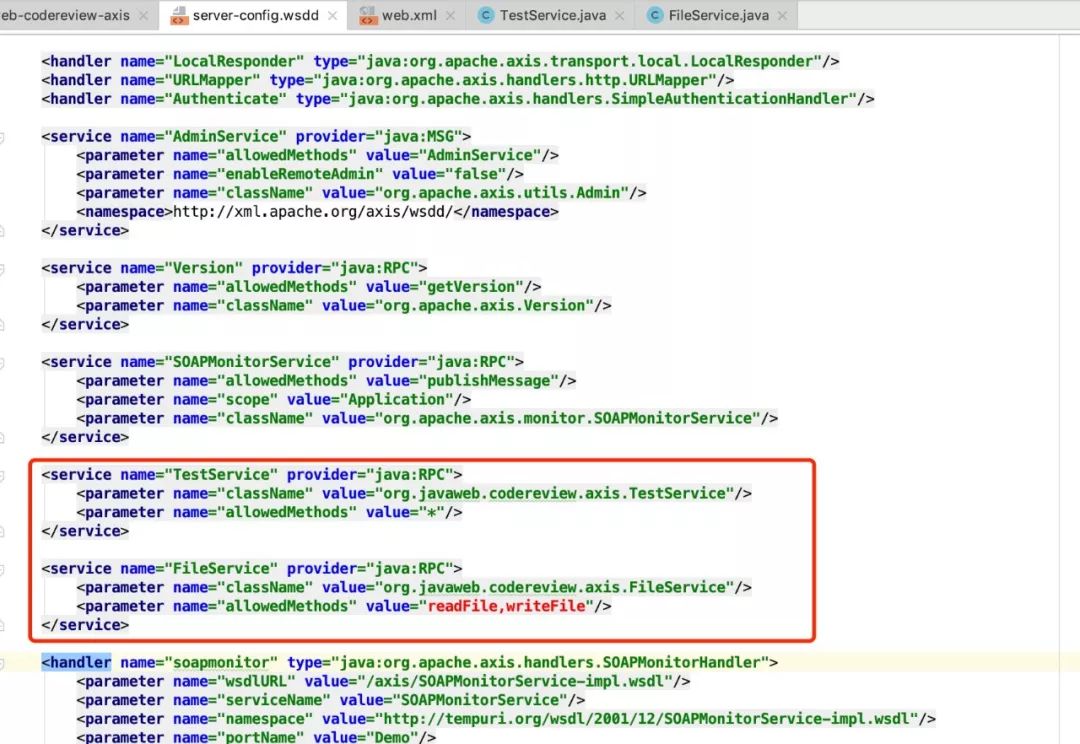 eb-codereview-axis server-config.wsdd web.xml TestService.java FileService.java
<handler name="LocalResponder" type="java:org.apache.axis.transport.local.LocalResponder"/>
<handler name="URLMapper" type="java:org.apache.axis.handlers.http.URLMapper"/>
<handler name="Authenticate" type="java:org.apache.axis.handlers.SimpleAuthenticationHandler"/>
<service name="AdminService" provider="java:MSG">
<parameter name="allowedMethods" value="AdminService"/>
<parameter name="enableRemoteAdmin" value="false"/>
<parameter name="className" value="org.apache.axis.utils.Admin"/>
<namespace>http://xml.apache.org/axis/wsdd/</namespace>
</service>
<service name="Version" provider="java:RPC">
<parameter name="allowedMethods" value="getVersion"/>
<parameter name="className" value="org.apache.axis.Version"/>
</service>
<service name="SOAPMonitorService" provider="java:RPC">
<parameter name="allowedMethods" value="publishMessage"/>
<parameter name="scope" value="Application"/>
<parameter name="className" value="org.apache.axis.monitor.SOAPMonitorService"/>
</service>
<service name="TestService" provider="java:RPC">
<parameter name="className" value="org.javaweb.codereview.axis.TestService"/>
<parameter name="allowedMethods" value="*"/>
</service>
<service name="FileService" provider="java:RPC">
<parameter name="className" value="org.javaweb.codereview.axis.FileService"/>
<parameter name="allowedMethods" value="readFile,writeFile"/>
</service>
<handler name="soapmonitor" type="java:org.apache.axis.handlers.SOAPMonitorHandler">
<parameter name="wsdlURL" value="/axis/SOAPMonitorService-impl.wsdl"/>
<parameter name="serviceName" value="SOAPMonitorService"/>
<parameter name="namespace" value="http://tempuri.org/wsdl/2001/12/SOAPMonitorService-impl.wsdl"/>
<parameter name="portName" value="Demo"/>